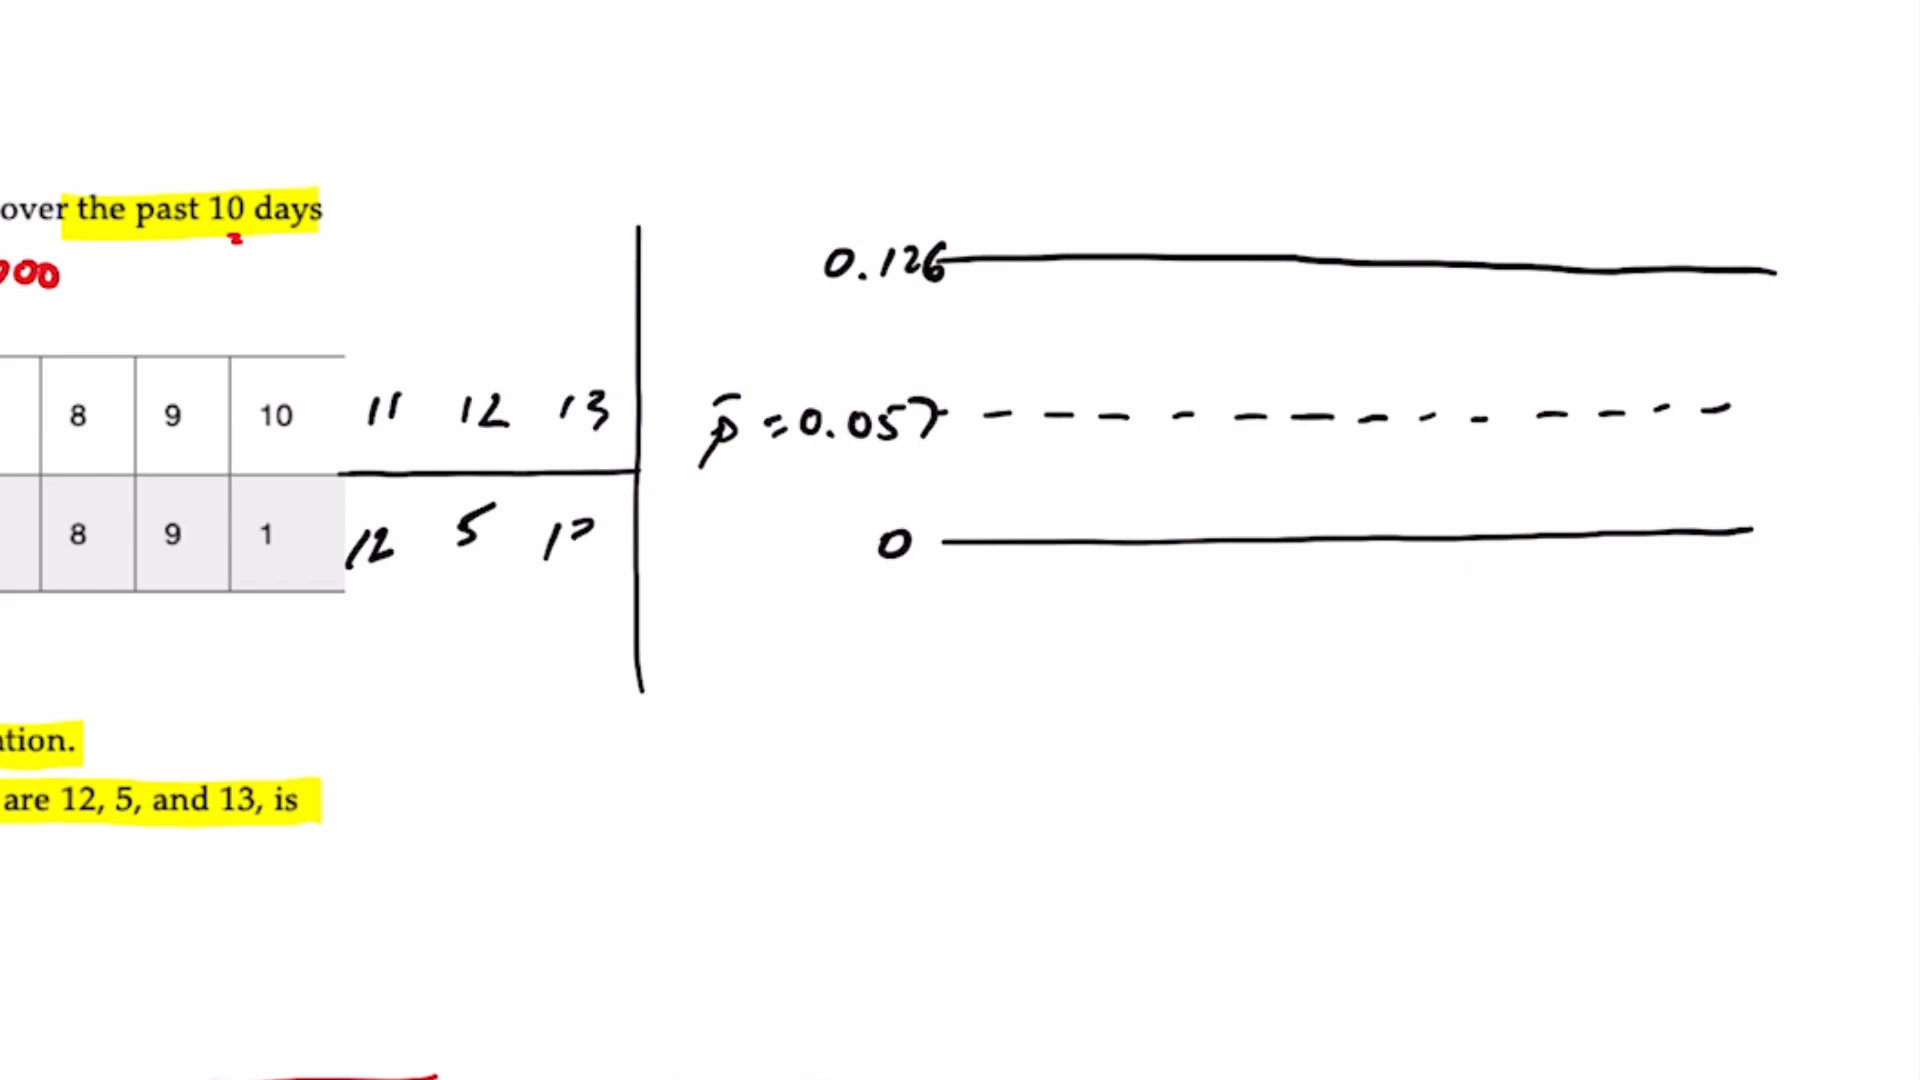 over the past 10 days
000
8 9 10 11 12 13
8 9 1 12 5
0.126
p̄ = 0.057
0
tion.
are 12, 5, and 13, is